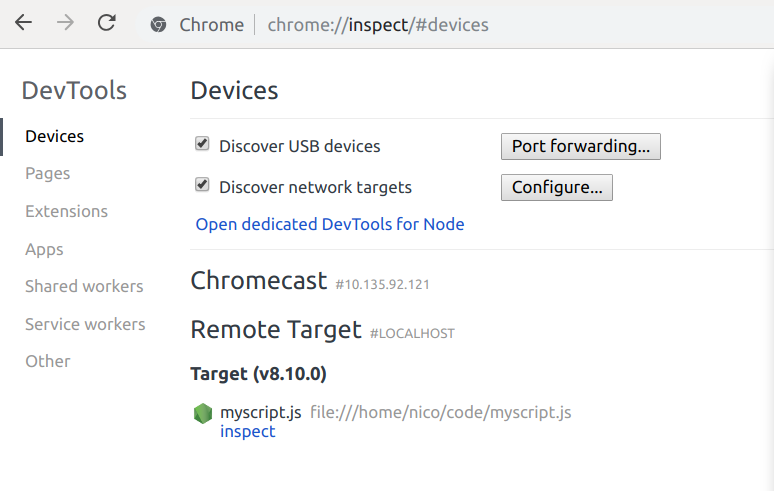 Chrome chrome://inspect/#devices
DevTools
Devices
Pages
Extensions
Apps
Shared workers
Service workers
Other
Devices
Discover USB devices Port forwarding...
Discover network targets Configure...
Open dedicated DevTools for Node
Chromecast #10.135.92.121
Remote Target #LOCALHOST
Target (v8.10.0)
myscript.js file:///home/nico/code/myscript.js
inspect